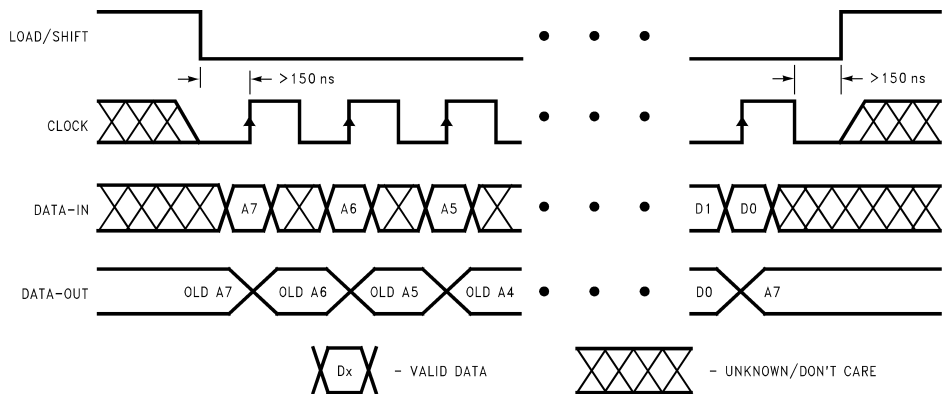 LOAD/SHIFT
>150 ns >150 ns
CLOCK
DATA-IN A7 A6 A5 D1 D0
DATA-OUT OLD A7 OLD A6 OLD A5 OLD A4 D0 A7
Dx - VALID DATA - UNKNOWN/DON'T CARE